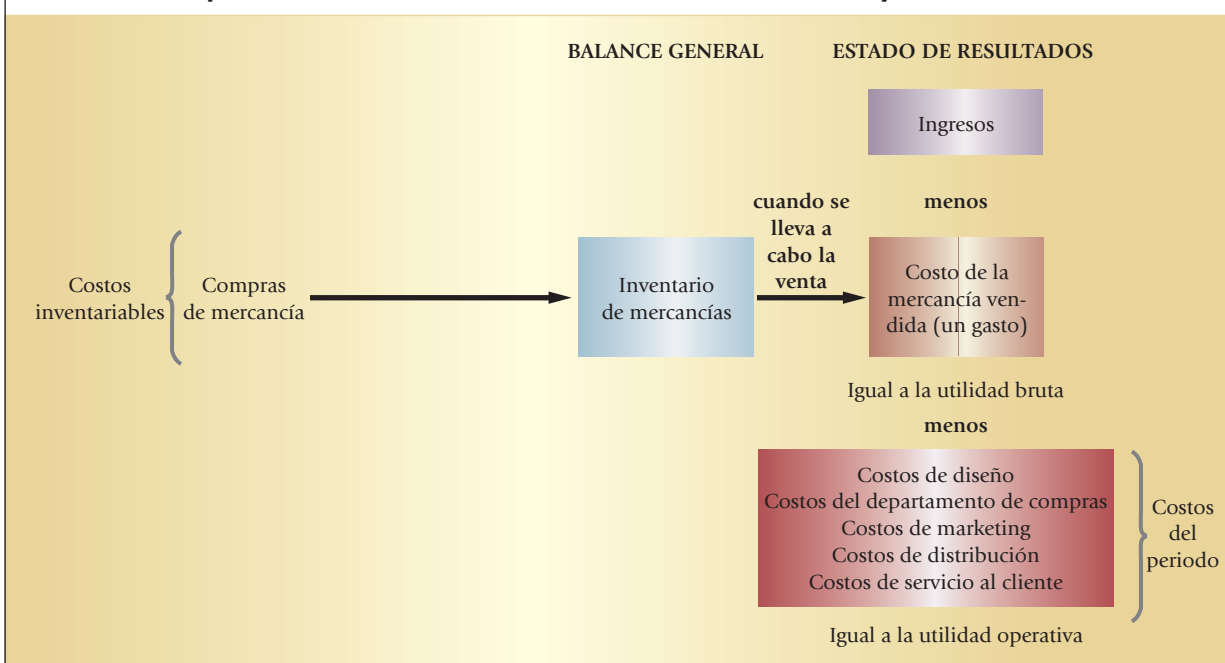 BALANCE GENERAL
ESTADO DE RESULTADOS
Ingresos
menos
cuando se
lleva a
cabo la
venta
Costos
inventariables
Compras
de mercancía
Inventario
de mercancías
Costo de la
mercancía ven-
dida (un gasto)
Igual a la utilidad bruta
menos
Costos de diseño
Costos del departamento de compras
Costos de marketing
Costos de distribución
Costos de servicio al cliente
Costos
del
periodo
Igual a la utilidad operativa